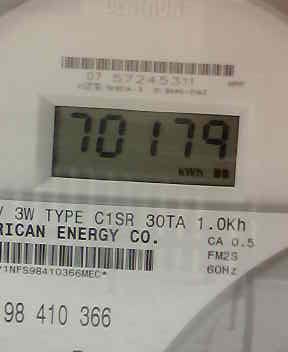 07 57245311
70179
kWh
V 3W TYPE C1SR 30TA 1.0Kh
RICAN ENERGY CO. CA 0.5
FM2S
*1NFS98410366MEC* 60Hz
98 410 366